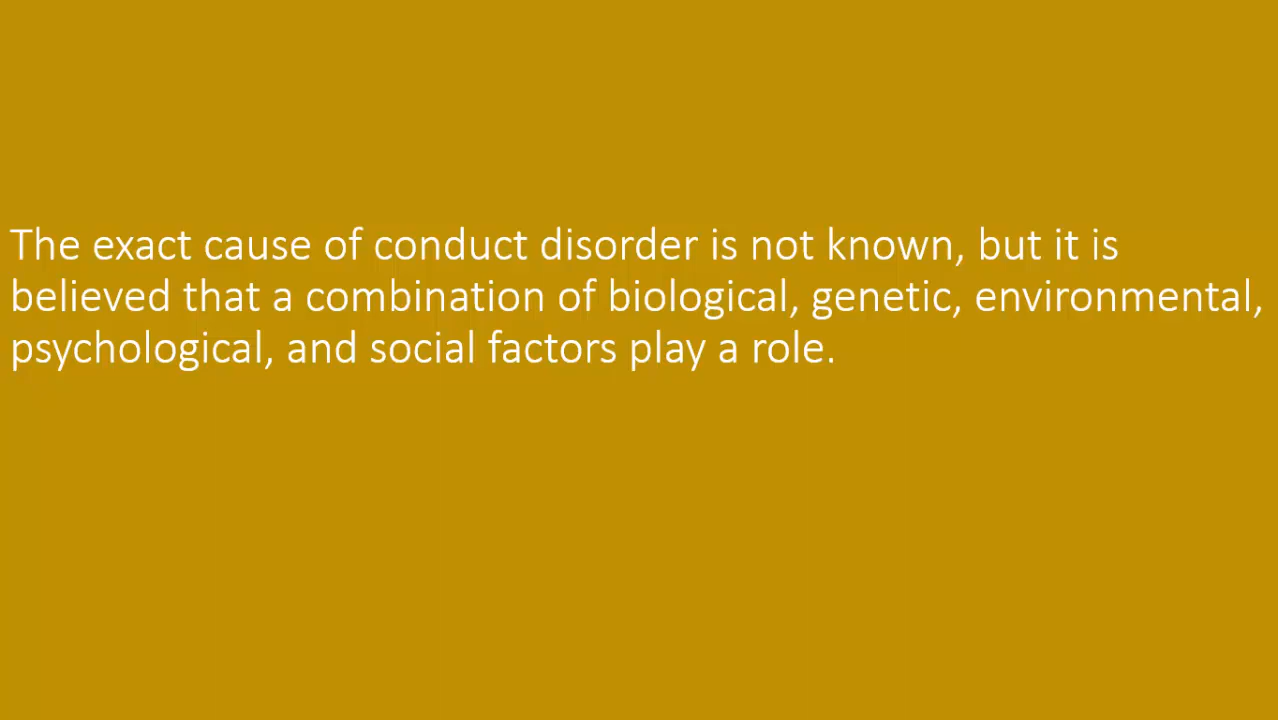 The exact cause of conduct disorder is not known, but it is
believed that a combination of biological, genetic, environmental,
psychological, and social factors play a role.